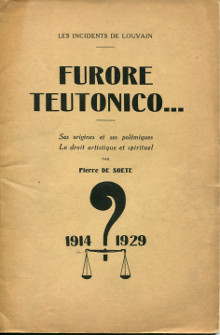 LES INCIDENTS DE LOUVAIN
FURORE
TEUTONICO...
Ses origines et ses polémiques
Le droit artistique et spirituel
PAR
Pierre DE SOETE
?
1914 1929